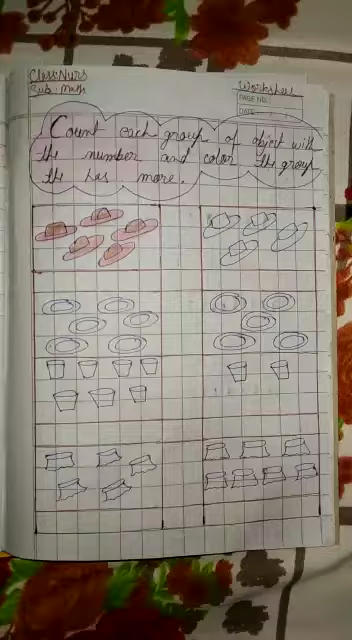 Class:Nurs
Worksheet
Sub. Math
PAGE NO.:
DATE:
Count each group of object with
the number and color the group
the has more.